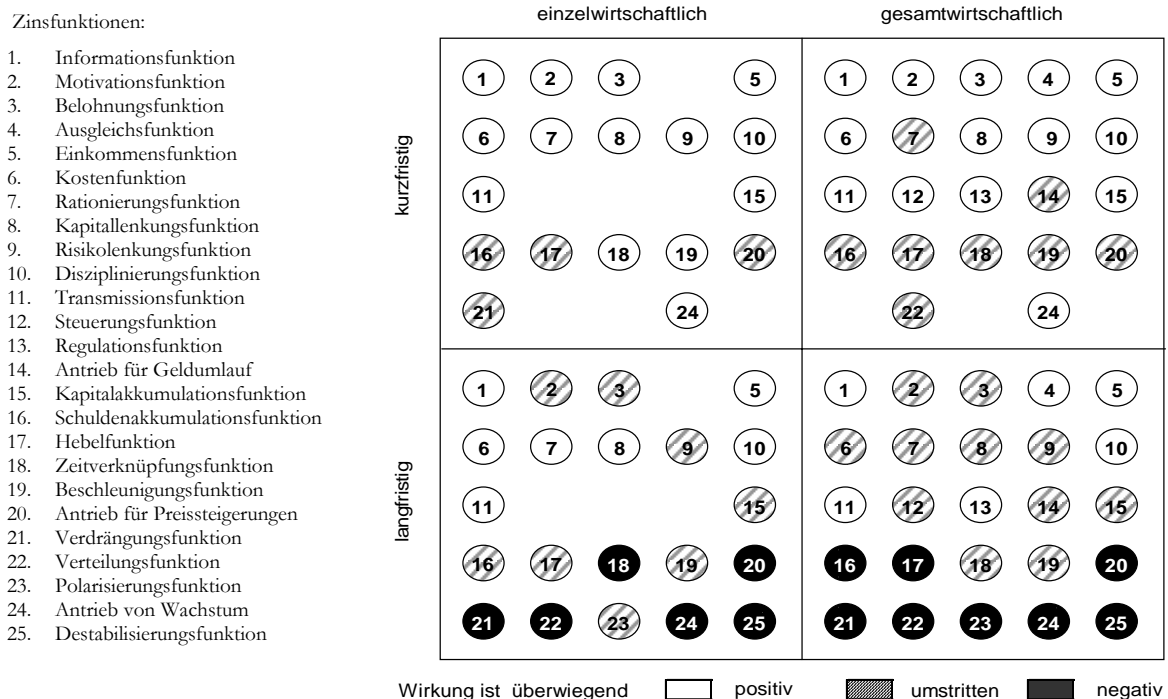 Zinsfunktionen:
1. Informationsfunktion
2. Motivationsfunktion
3. Belohnungsfunktion
4. Ausgleichsfunktion
5. Einkommensfunktion
6. Kostenfunktion
7. Rationierungsfunktion
8. Kapitallenkungsfunktion
9. Risikolenkungsfunktion
10. Disziplinierungsfunktion
11. Transmissionsfunktion
12. Steuerungsfunktion
13. Regulationsfunktion
14. Antrieb für Geldumlauf
15. Kapitalakkumulationsfunktion
16. Schuldenakkumulationsfunktion
17. Hebelfunktion
18. Zeitverknüpfungsfunktion
19. Beschleunigungsfunktion
20. Antrieb für Preissteigerungen
21. Verdrängungsfunktion
22. Verteilungsfunktion
23. Polarisierungsfunktion
24. Antrieb von Wachstum
25. Destabilisierungsfunktion
einzelwirtschaftlich gesamtwirtschaftlich
kurzfristig
1 2 3 5 1 2 3 4 5
6 7 8 9 10 6 7 8 9 10
11 15 11 12 13 14 15
16 17 18 19 20 16 17 18 19 20
21 24 22 24
langfristig
1 2 3 5 1 2 3 4 5
6 7 8 9 10 6 7 8 9 10
11 15 11 12 13 14 15
16 17 18 19 20 16 17 18 19 20
21 22 23 24 25 21 22 23 24 25
Wirkung ist überwiegend positiv umstritten negativ